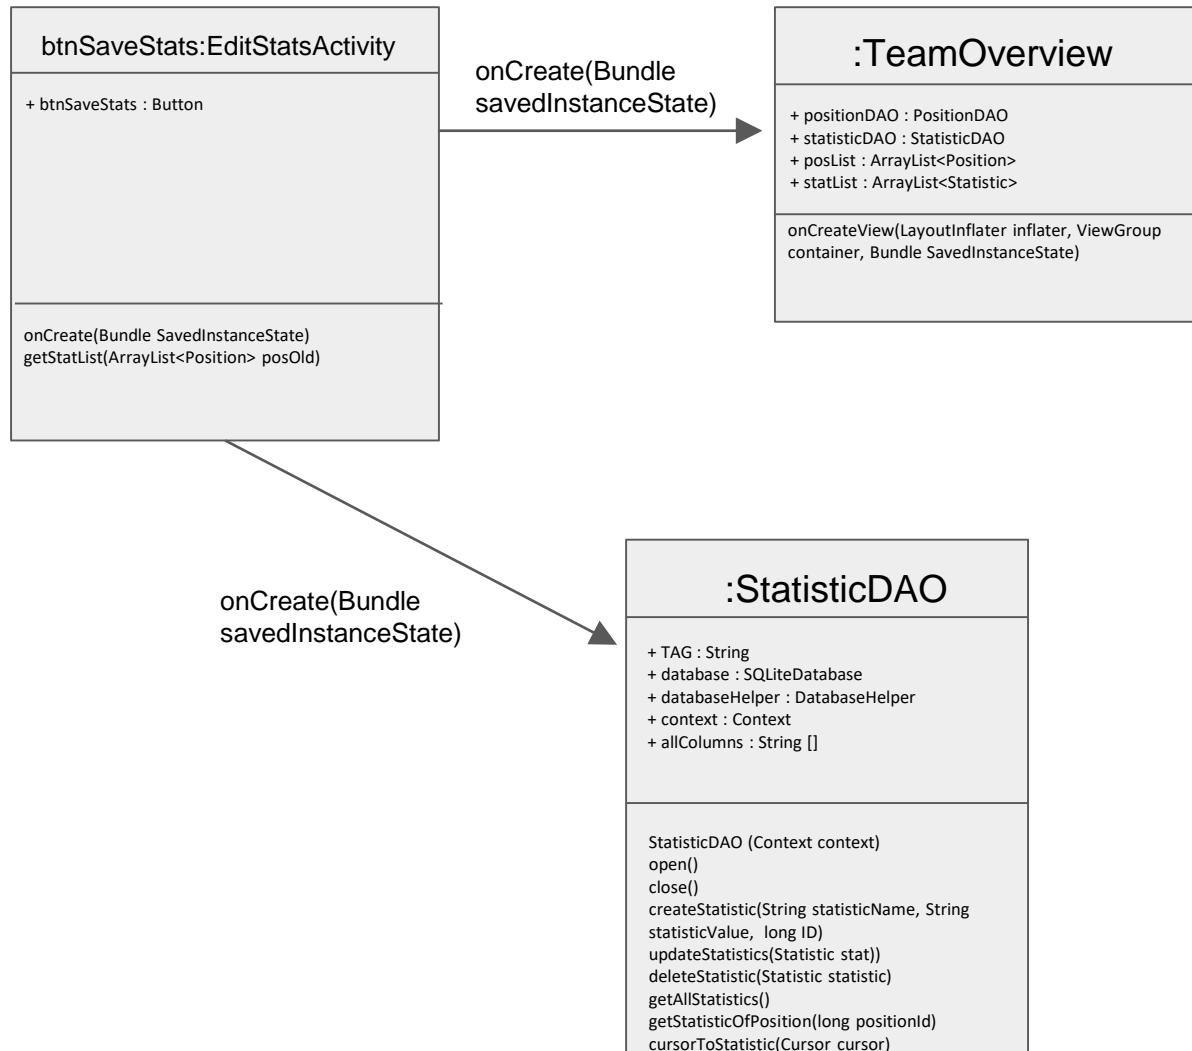 btnSaveStats:EditStatsActivity
+ btnSaveStats : Button
onCreate(Bundle SavedInstanceState)
getStatList(ArrayList<Position> posOld)
onCreate(Bundle
savedInstanceState)
:TeamOverview
+ positionDAO : PositionDAO
+ statisticDAO : StatisticDAO
+ posList : ArrayList<Position>
+ statList : ArrayList<Statistic>
onCreateView(LayoutInflater inflater, ViewGroup
container, Bundle SavedInstanceState)
onCreate(Bundle
savedInstanceState)
:StatisticDAO
+ TAG : String
+ database : SQLiteDatabase
+ databaseHelper : DatabaseHelper
+ context : Context
+ allColumns : String []
StatisticDAO (Context context)
open()
close()
createStatistic(String statisticName, String
statisticValue,  long ID)
updateStatistics(Statistic stat))
deleteStatistic(Statistic statistic)
getAllStatistics()
getStatisticOfPosition(long positionId)
cursorToStatistic(Cursor cursor)